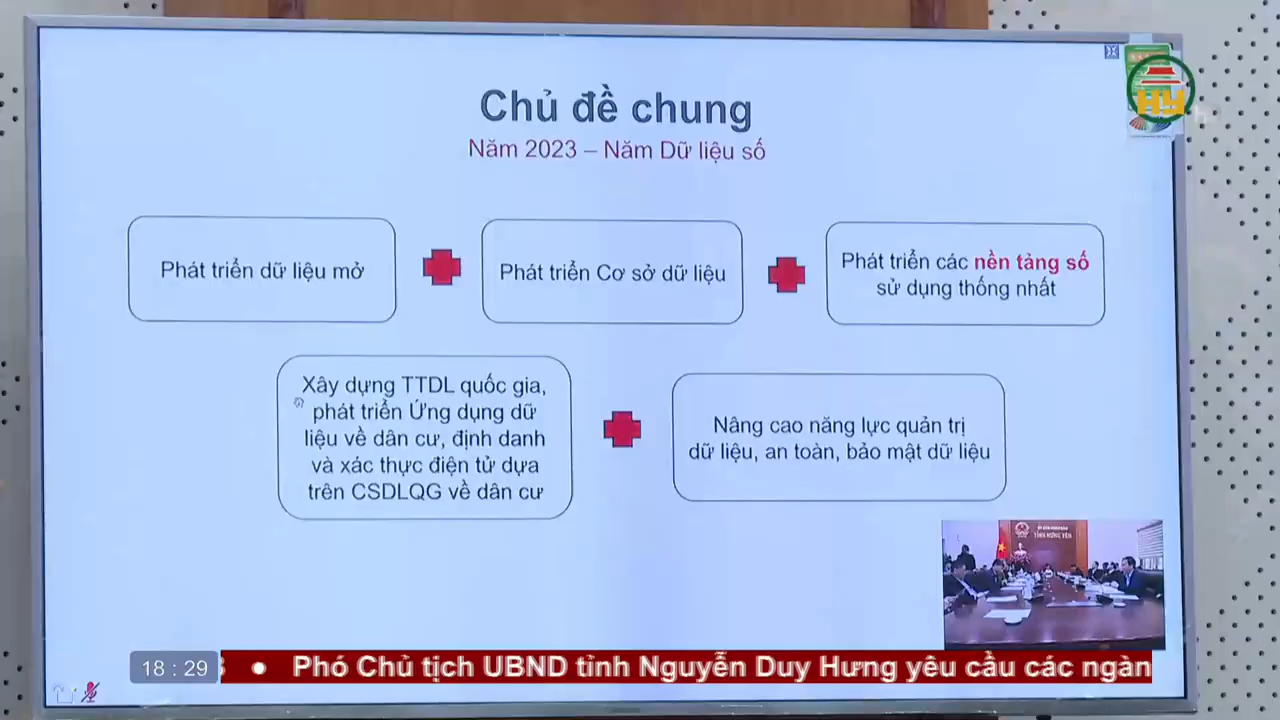 Chủ đề chung
Năm 2023 – Năm Dữ liệu số
Phát triển dữ liệu mở
Phát triển Cơ sở dữ liệu
Phát triển các nền tảng số
sử dụng thống nhất
Xây dựng TTDL quốc gia,
phát triển Ứng dụng dữ
liệu về dân cư, định danh
và xác thực điện tử dựa
trên CSDLQG về dân cư
Nâng cao năng lực quản trị
dữ liệu, an toàn, bảo mật dữ liệu
HY
TỈNH HƯNG YÊN
18 : 29
● Phó Chủ tịch UBND tỉnh Nguyễn Duy Hưng yêu cầu các ngàn